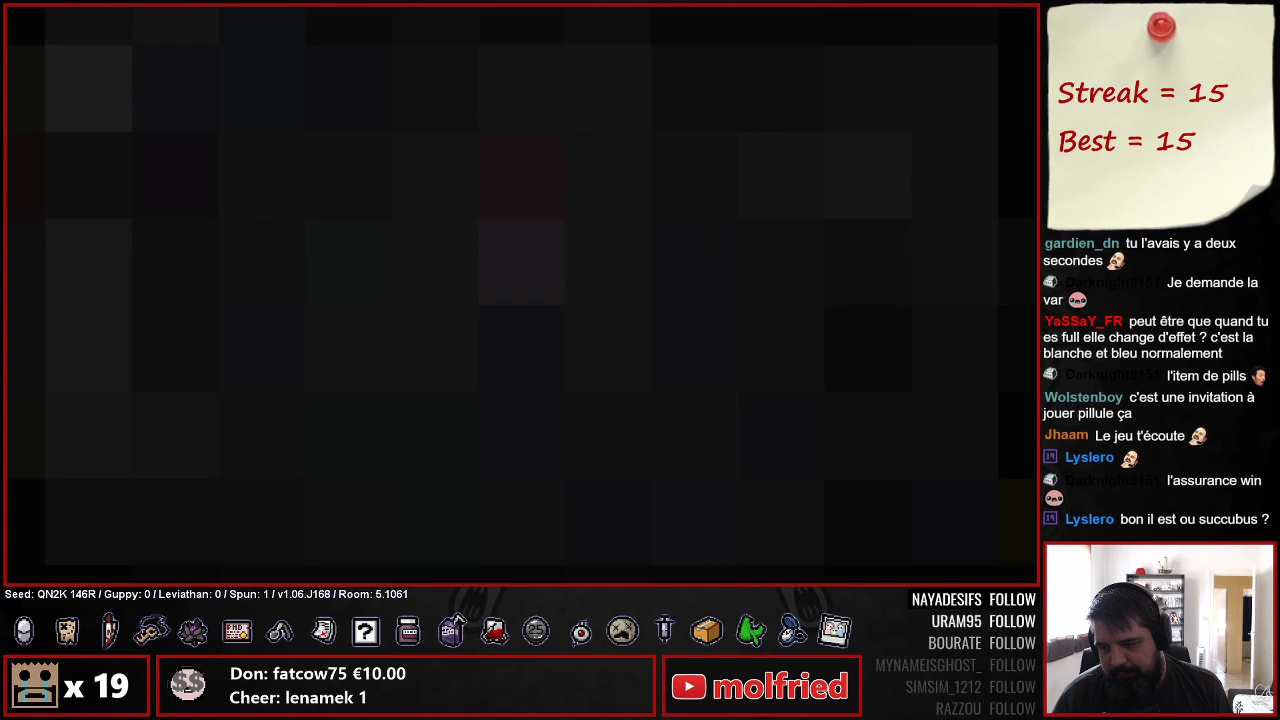 Streak = 15
Best = 15
gardien_dn tu l'avais y a deux
secondes
Darknight8151 Je demande la
var
YaSSaY_FR peut être que quand tu
es full elle change d'effet ? c'est la
blanche et bleu normalement
Darknight8151 l'item de pills
Wolstenboy c'est une invitation à
jouer pillule ça
Jhaam Le jeu t'écoute
Lyslero
Darknight8151 l'assurance win
Lyslero bon il est ou succubus ?
Seed: QN2K 146R / Guppy: 0 / Leviathan: 0 / Spun: 1 / v1.06.J168 / Room: 5.1061
NAYADESIFS FOLLOW
URAM95 FOLLOW
BOURATE FOLLOW
MYNAMEISGHOST_ FOLLOW
SIMSIM_1212 FOLLOW
RAZZOU FOLLOW
x 19
Don: fatcow75 €10.00
Cheer: lenamek 1
molfried